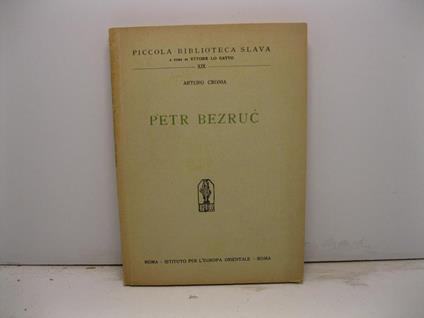 PICCOLA BIBLIOTECA SLAVA
A CURA DI ETTORE LO GATTO
XIX
ARTURO CRONIA
PETR BEZRUČ
ROMA - ISTITUTO PER L'EUROPA ORIENTALE - ROMA